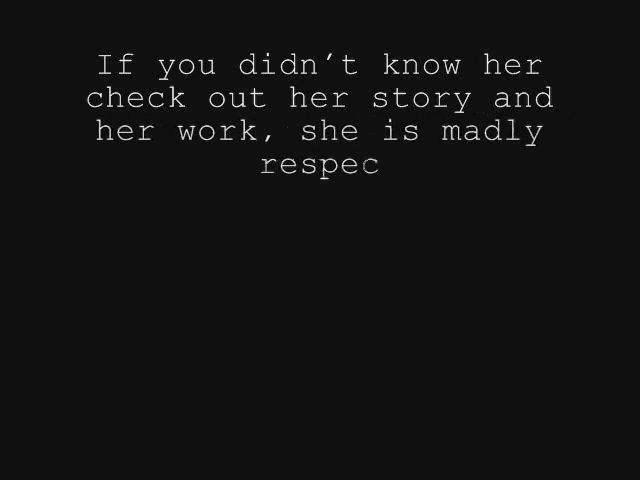 If you didn’t know her
check out her story and
her work, she is madly
respec